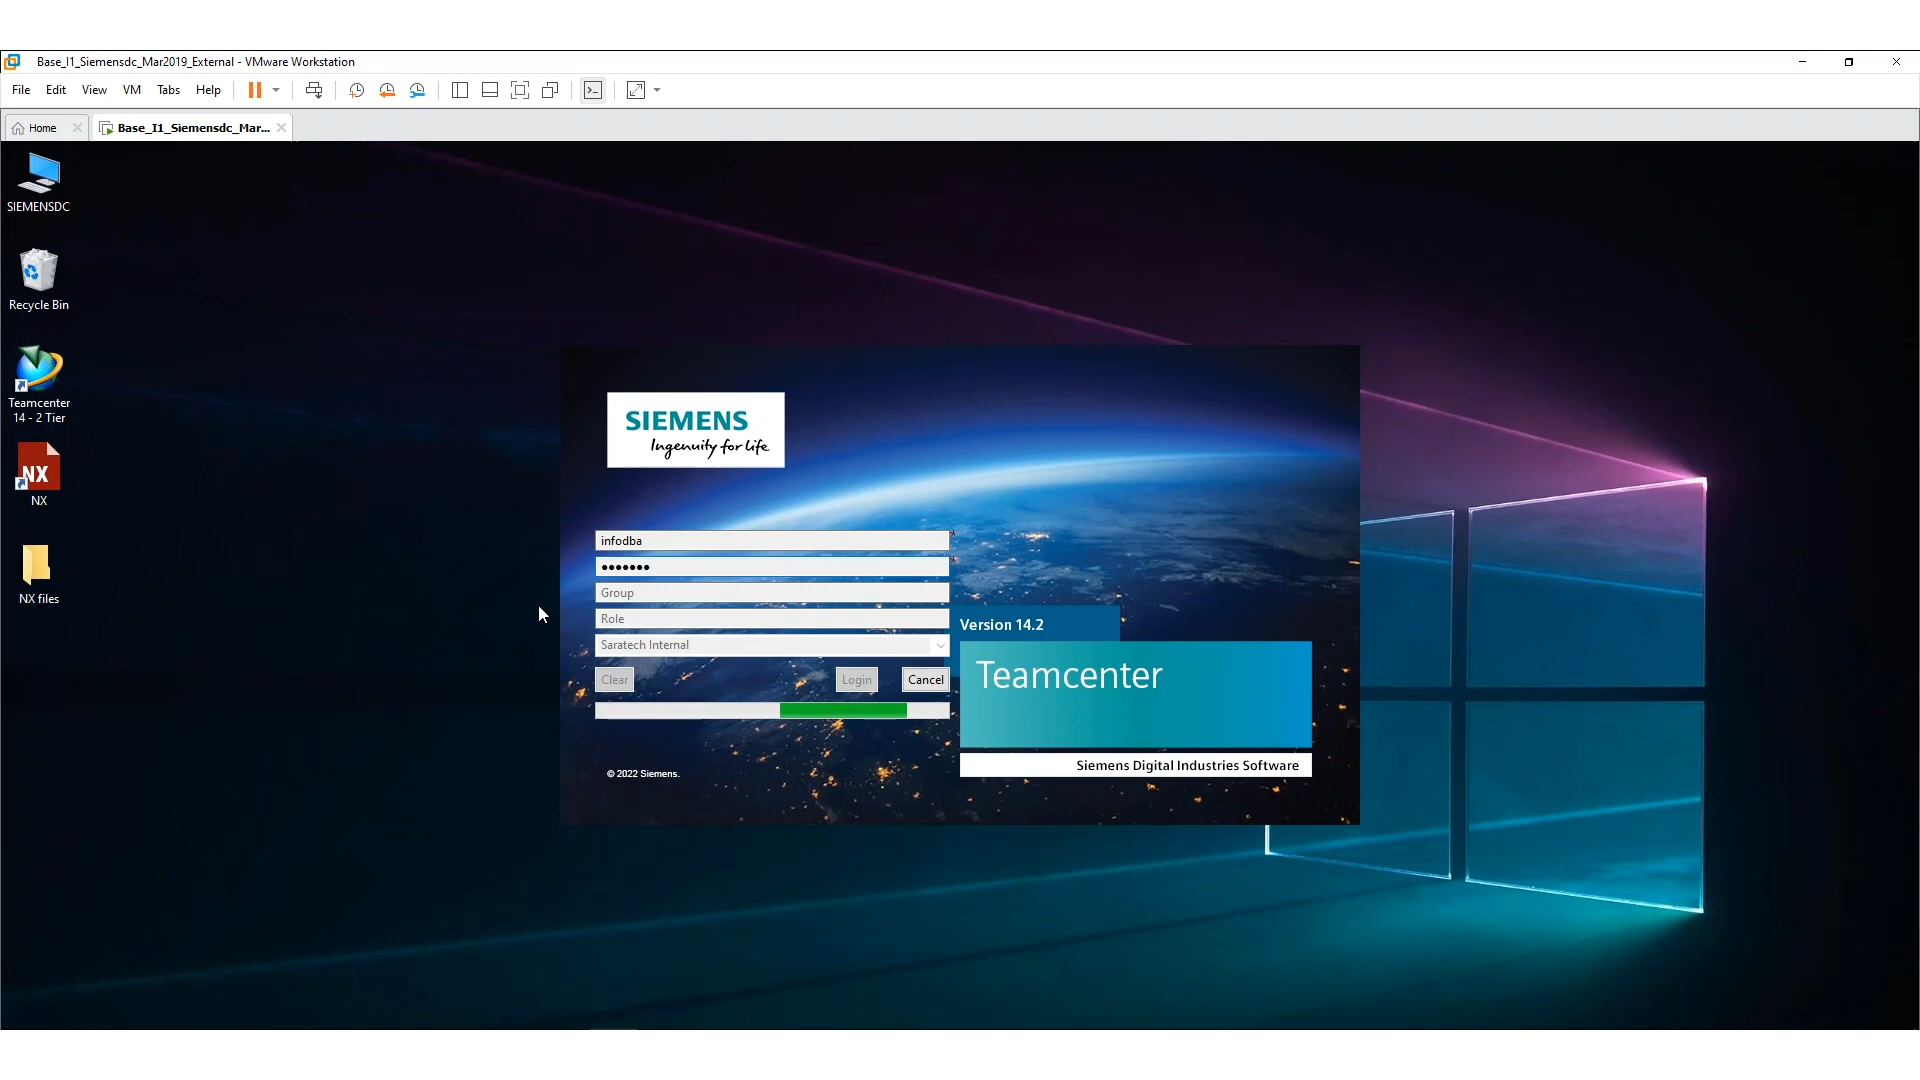 Base_I1_Siemensdc_Mar2019_External - VMware Workstation
File Edit View VM Tabs Help
Home Base_I1_Siemensdc_Mar...
SIEMENSDC
Recycle Bin
Teamcenter
14 - 2 Tier
NX
NX
NX files
SIEMENS
Ingenuity for life
infodba
•••••••
Group
Role
Saratech Internal
Clear Login Cancel
© 2022 Siemens.
Version 14.2
Teamcenter
Siemens Digital Industries Software